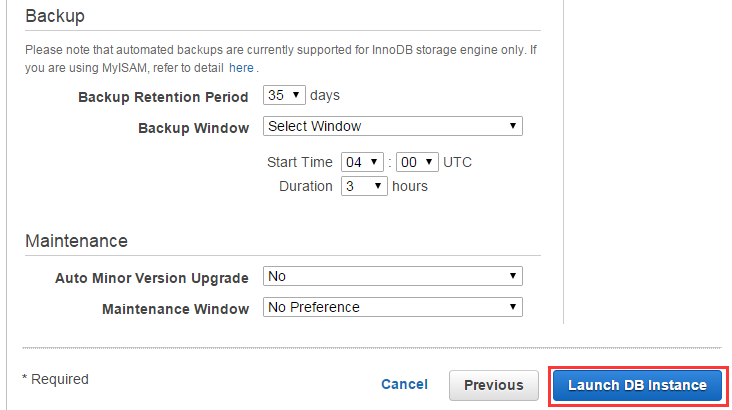 Backup
Please note that automated backups are currently supported for InnoDB storage engine only. If
you are using MyISAM, refer to detail here .
Backup Retention Period 35 days
Backup Window Select Window
Start Time 04 : 00 UTC
Duration 3 hours
Maintenance
Auto Minor Version Upgrade No
Maintenance Window No Preference
* Required Cancel Previous Launch DB Instance